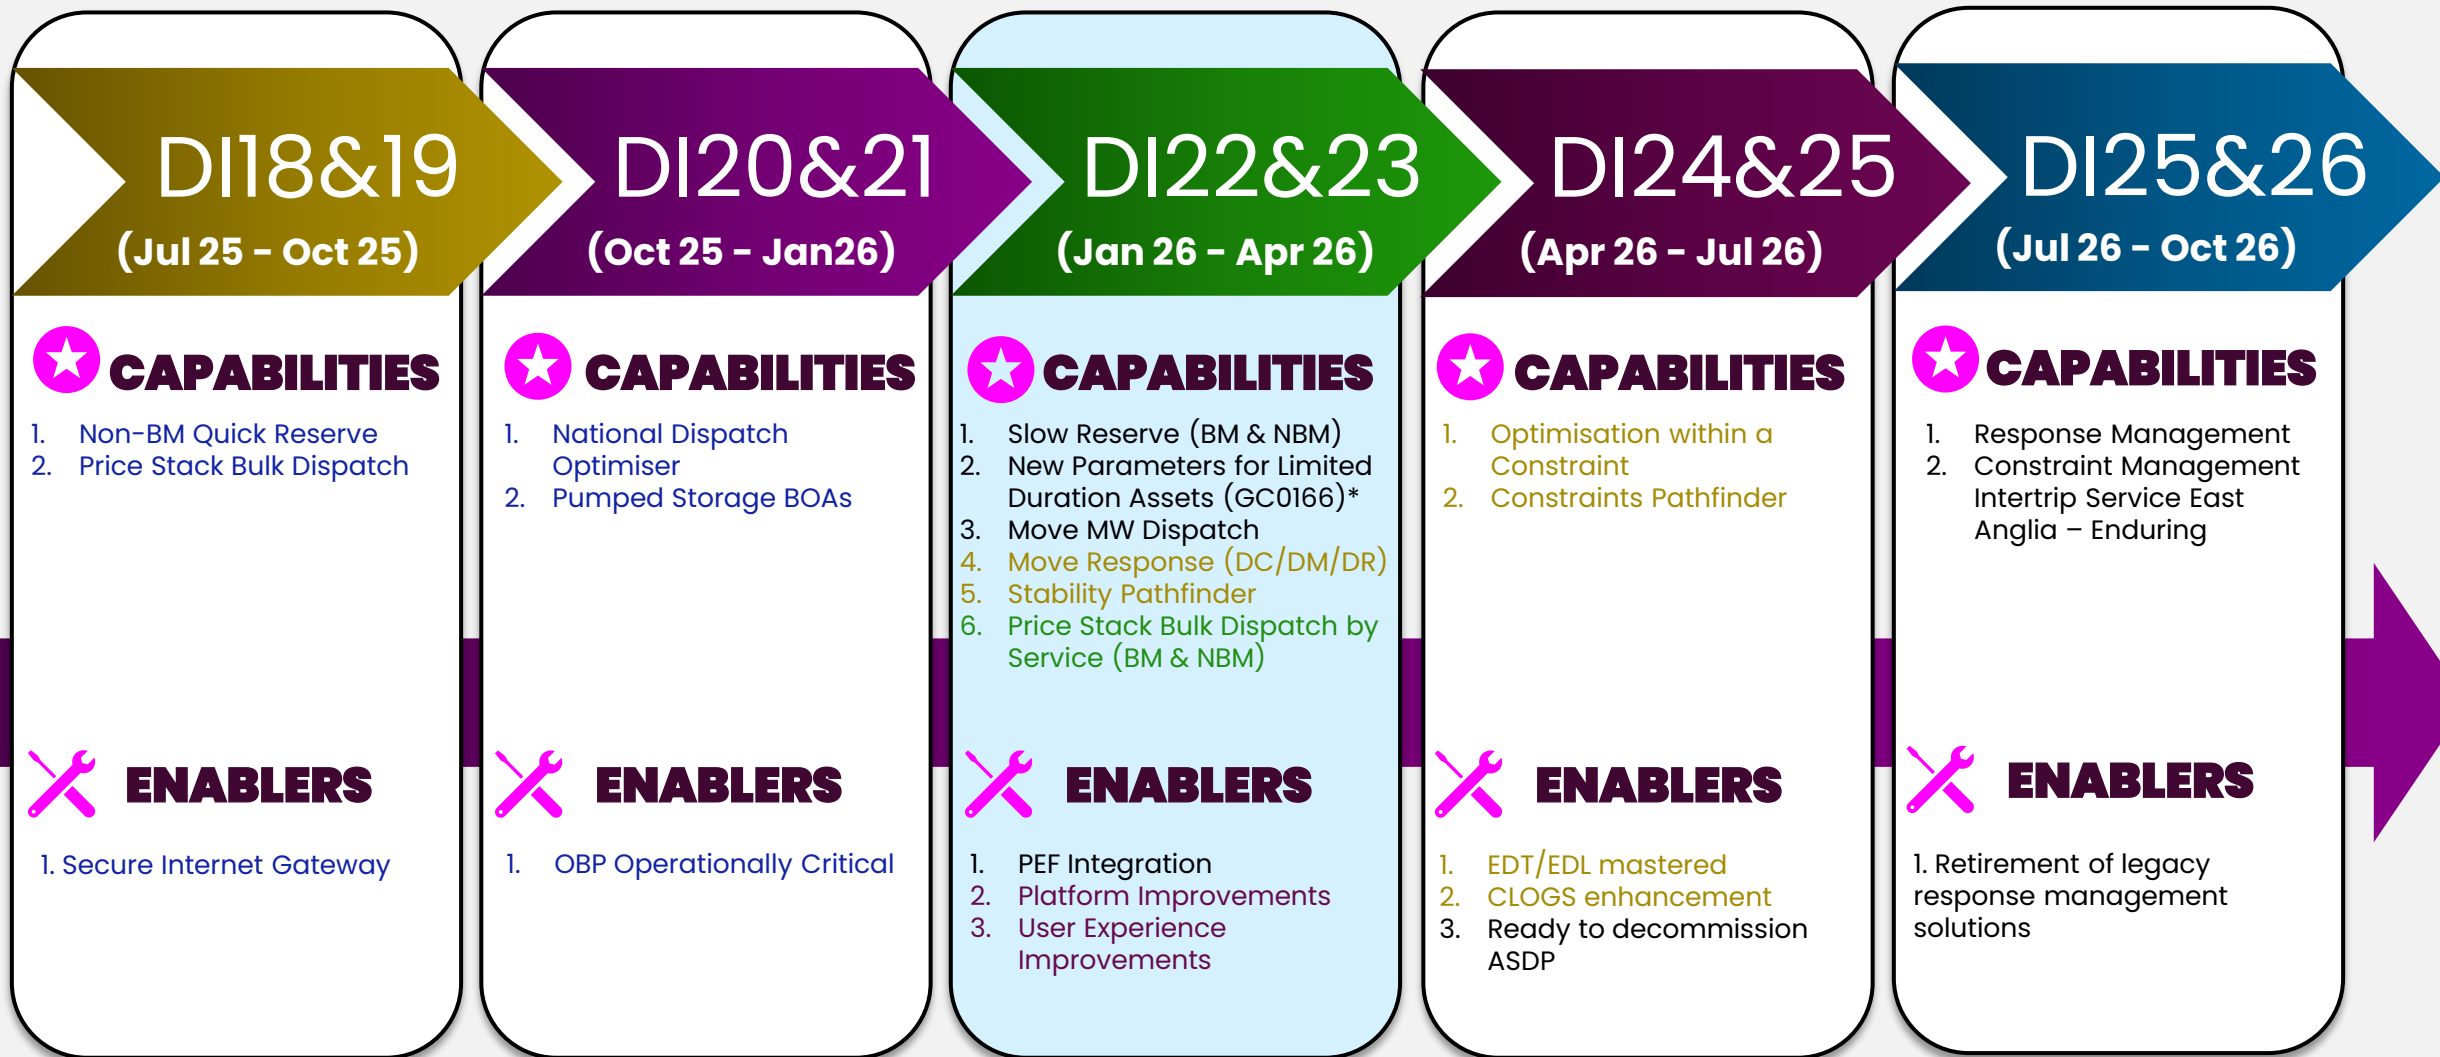 DI18&19
(Jul 25 - Oct 25)
CAPABILITIES
1. Non-BM Quick Reserve
2. Price Stack Bulk Dispatch
ENABLERS
1. Secure Internet Gateway
DI20&21
(Oct 25 - Jan26)
CAPABILITIES
1. National Dispatch
Optimiser
2. Pumped Storage BOAs
ENABLERS
1. OBP Operationally Critical
DI22&23
(Jan 26 - Apr 26)
CAPABILITIES
1. Slow Reserve (BM & NBM)
2. New Parameters for Limited
Duration Assets (GC0166)*
3. Move MW Dispatch
4. Move Response (DC/DM/DR)
5. Stability Pathfinder
6. Price Stack Bulk Dispatch by
Service (BM & NBM)
ENABLERS
1. PEF Integration
2. Platform Improvements
3. User Experience
Improvements
DI24&25
(Apr 26 - Jul 26)
CAPABILITIES
1. Optimisation within a
Constraint
2. Constraints Pathfinder
ENABLERS
1. EDT/EDL mastered
2. CLOGS enhancement
3. Ready to decommission
ASDP
DI25&26
(Jul 26 - Oct 26)
CAPABILITIES
1. Response Management
2. Constraint Management
Intertrip Service East
Anglia – Enduring
ENABLERS
1. Retirement of legacy
response management
solutions